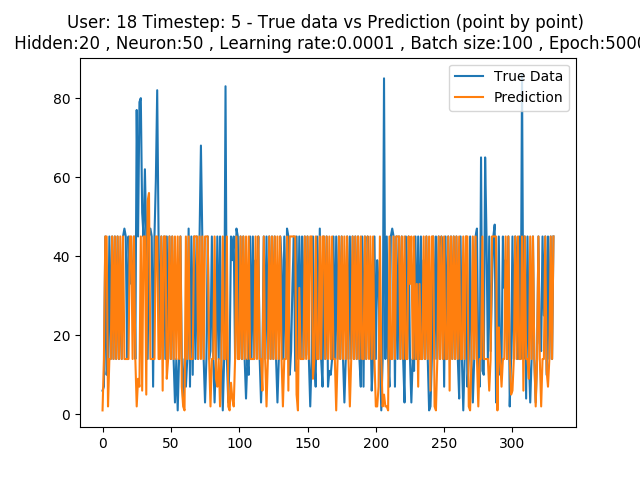 User: 18 Timestep: 5 - True data vs Prediction (point by point)
Hidden:20 , Neuron:50 , Learning rate:0.0001 , Batch size:100 , Epoch:5000
True Data
Prediction
80
60
40
20
0
0 50 100 150 200 250 300